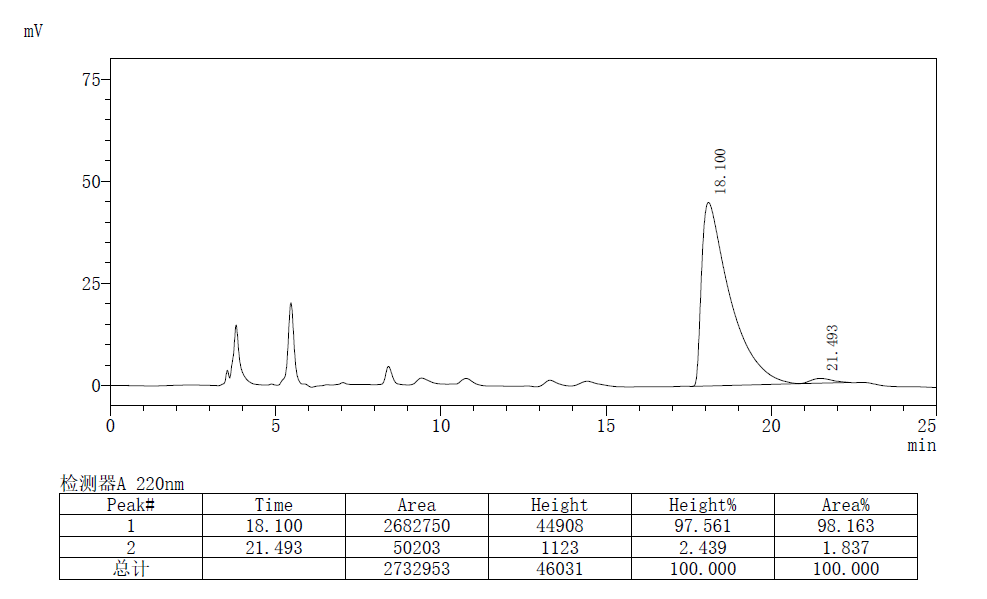 mV
75
50
25
0
18.100
21.493
0 5 10 15 20 25
min
检测器A 220nm
Peak# Time Area Height Height% Area%
1 18.100 2682750 44908 97.561 98.163
2 21.493 50203 1123 2.439 1.837
总计 2732953 46031 100.000 100.000